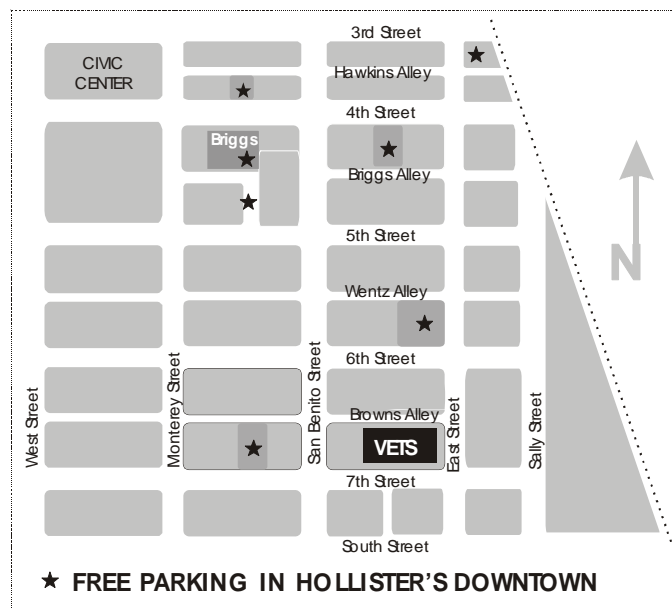 3rd Street
CIVIC
CENTER
Hawkins Alley
4th Street
Briggs
Briggs Alley
5th Street
N
Wentz Alley
6th Street
West Street
Monterey Street
San Benito Street
Browns Alley
East Street
Sally Street
VETS
7th Street
South Street
FREE PARKING IN HOLLISTER'S DOWNTOWN